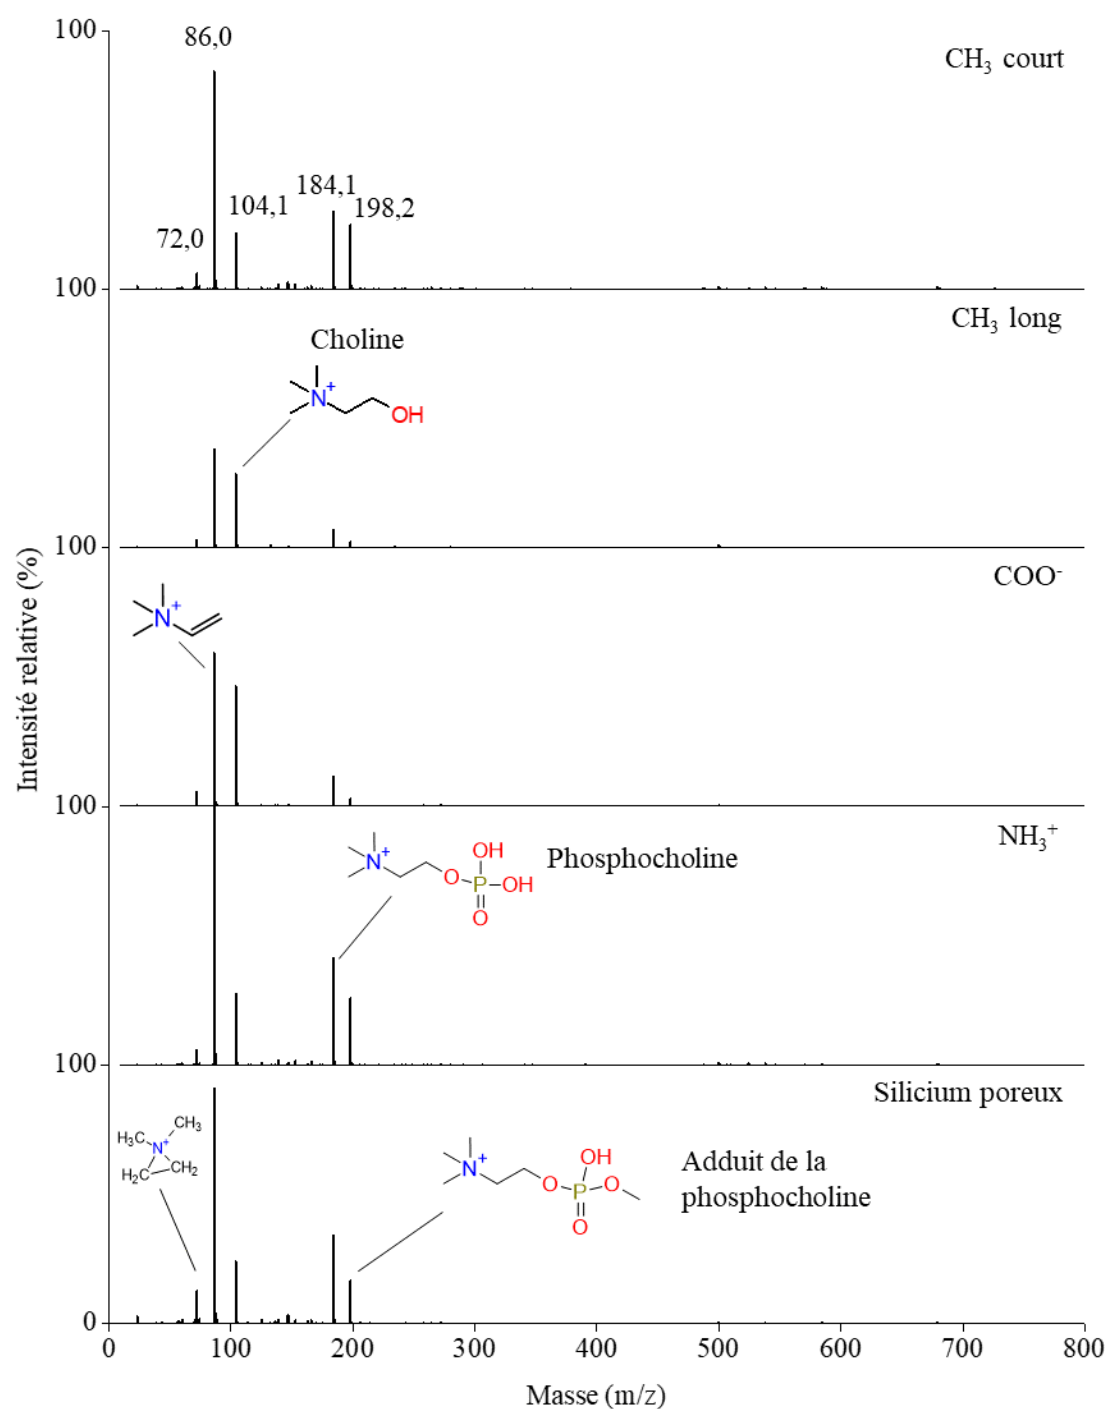 100
86,0
CH₃ court
184,1
104,1
198,2
72,0
100
CH₃ long
Choline
N⁺
OH
100
COO⁻
N⁺
Intensité relative (%)
100
NH₃⁺
N⁺
O
P
OH
OH
O
Phosphocholine
100
Silicium poreux
H₃C
CH₃
N⁺
H₂C
CH₂
N⁺
O
P
OH
O
O
Adduit de la
phosphocholine
0
0 100 200 300 400 500 600 700 800
Masse (m/z)